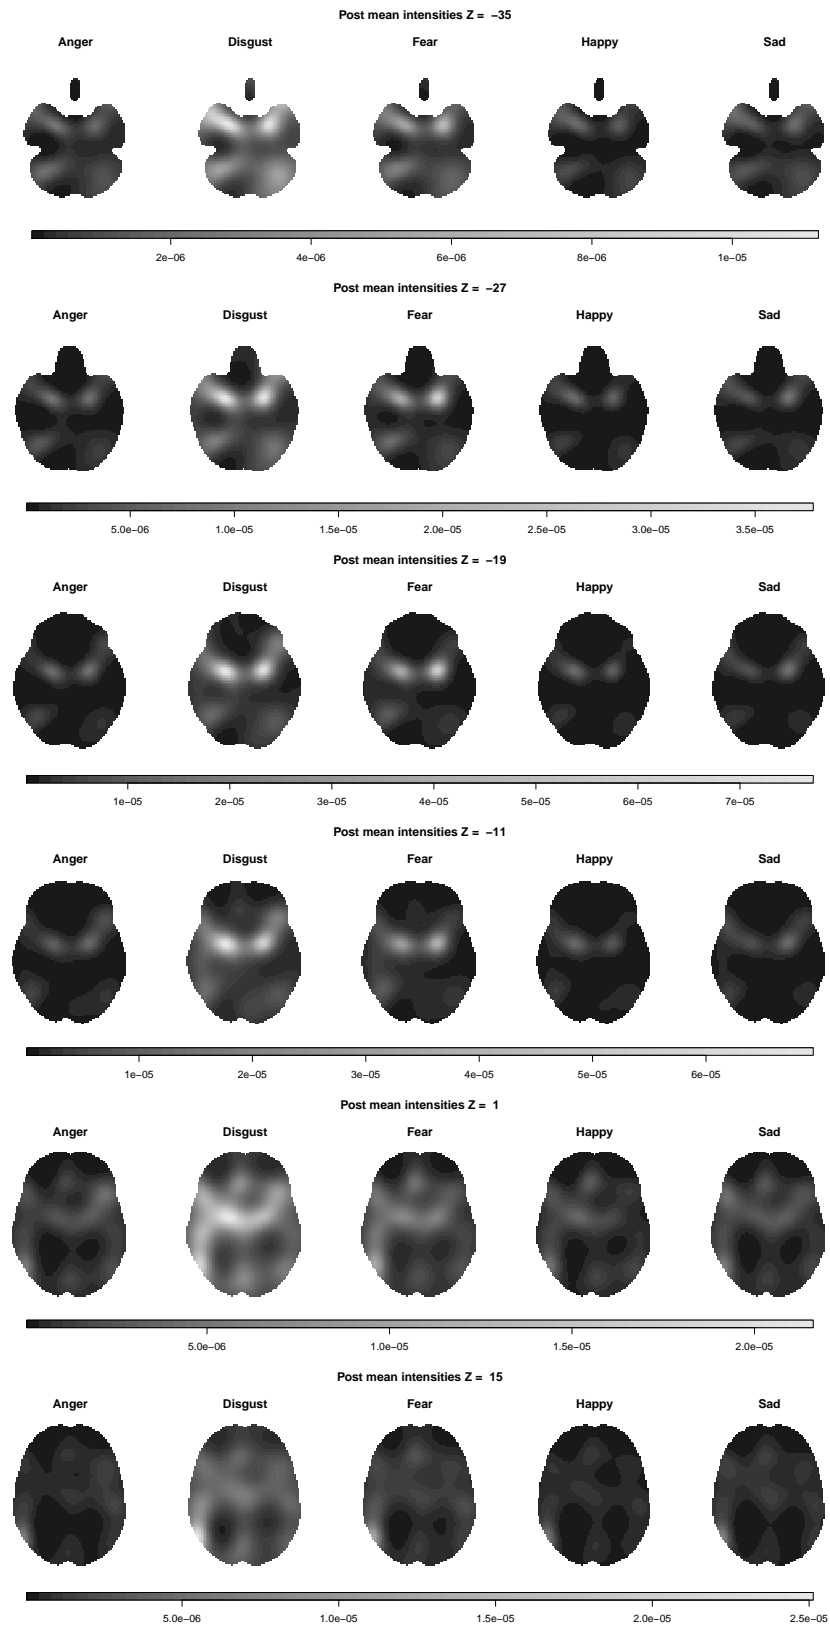 Post mean intensities Z = −35
Anger Disgust Fear Happy Sad
2e−06 4e−06 6e−06 8e−06 1e−05
Post mean intensities Z = −27
Anger Disgust Fear Happy Sad
5.0e−06 1.0e−05 1.5e−05 2.0e−05 2.5e−05 3.0e−05 3.5e−05
Post mean intensities Z = −19
Anger Disgust Fear Happy Sad
1e−05 2e−05 3e−05 4e−05 5e−05 6e−05 7e−05
Post mean intensities Z = −11
Anger Disgust Fear Happy Sad
1e−05 2e−05 3e−05 4e−05 5e−05 6e−05
Post mean intensities Z = 1
Anger Disgust Fear Happy Sad
5.0e−06 1.0e−05 1.5e−05 2.0e−05
Post mean intensities Z = 15
Anger Disgust Fear Happy Sad
5.0e−06 1.0e−05 1.5e−05 2.0e−05 2.5e−05